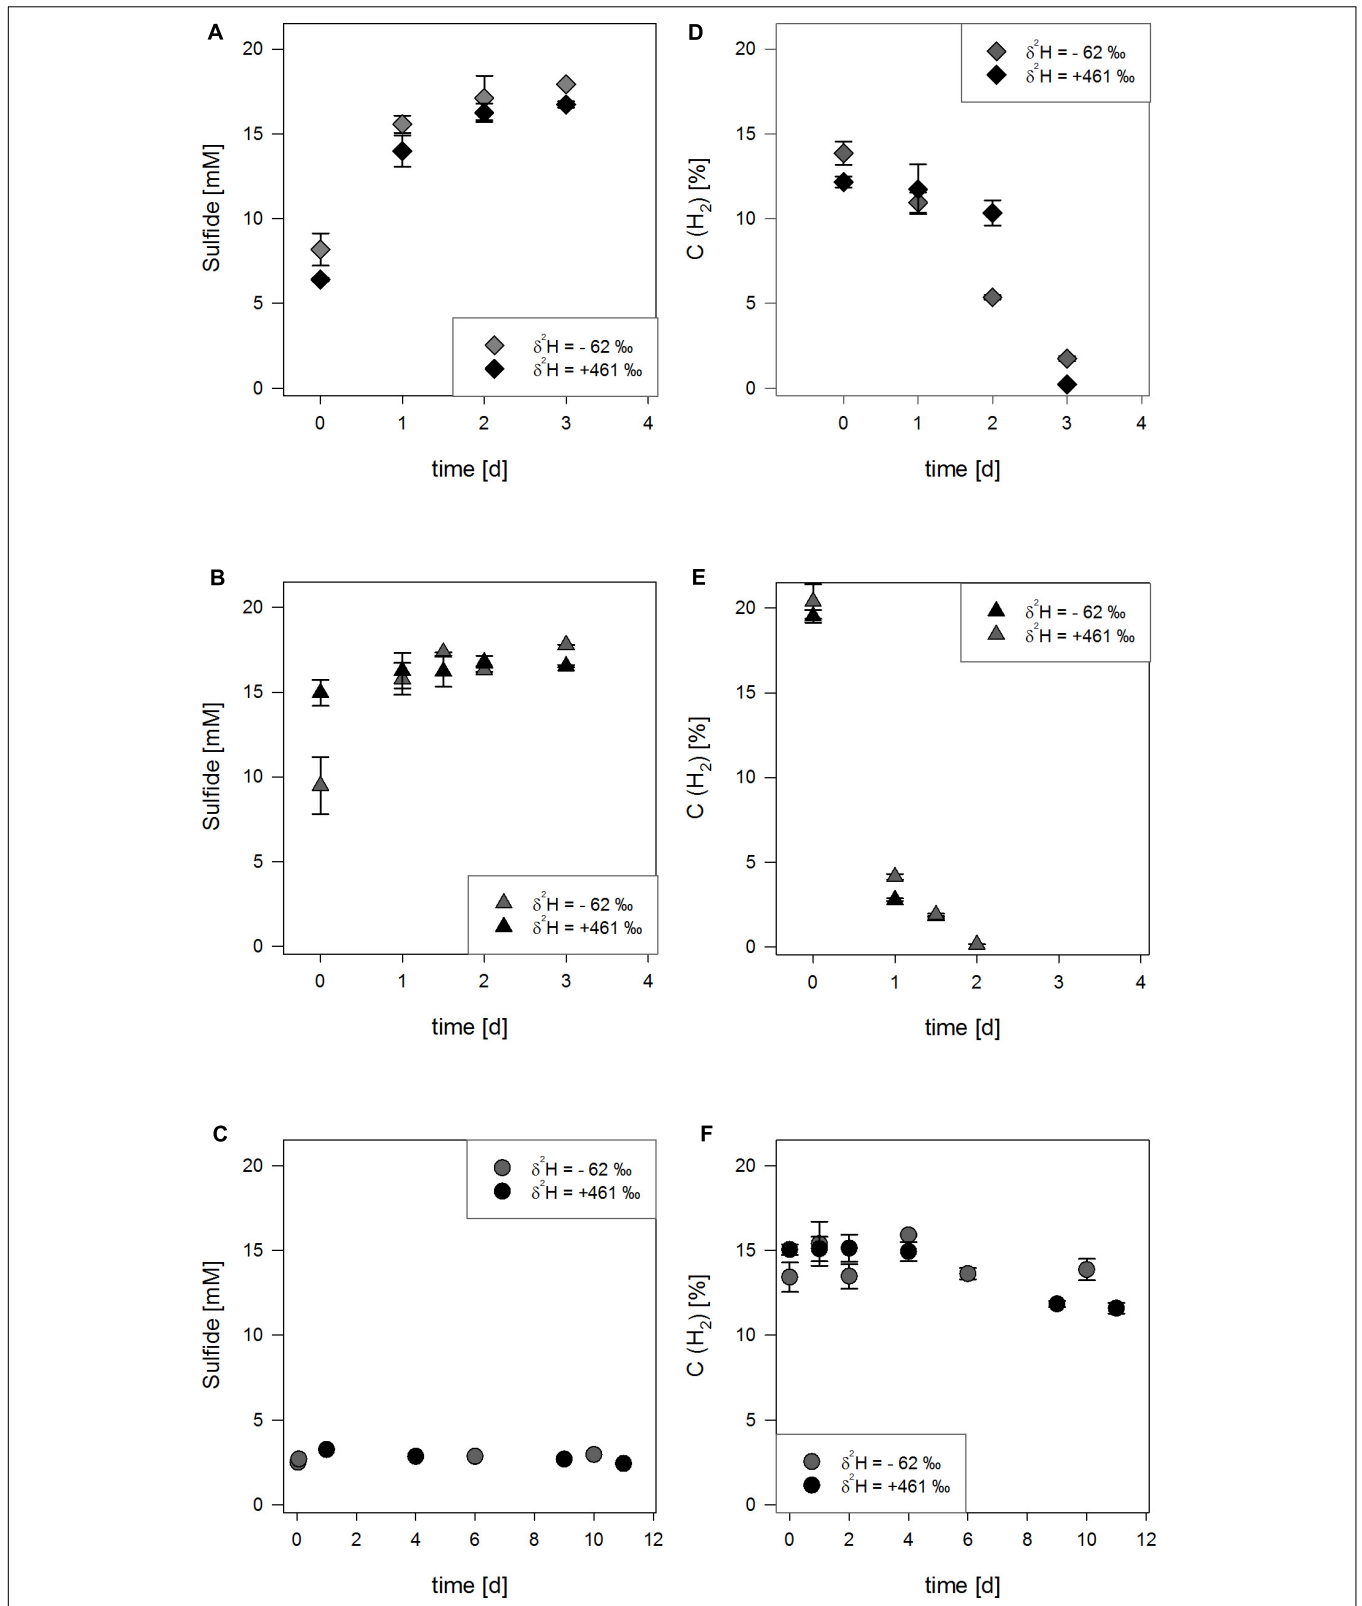 A
20
15
10
5
0
Sulfide [mM]
δ²H = - 62 ‰
δ²H = +461 ‰
0 1 2 3 4
time [d]
D
20
15
10
5
0
C (H₂) [%]
δ²H = - 62 ‰
δ²H = +461 ‰
0 1 2 3 4
time [d]
B
20
15
10
5
0
Sulfide [mM]
δ²H = - 62 ‰
δ²H = +461 ‰
0 1 2 3 4
time [d]
E
20
15
10
5
0
C (H₂) [%]
δ²H = - 62 ‰
δ²H = +461 ‰
0 1 2 3 4
time [d]
C
20
15
10
5
0
Sulfide [mM]
δ²H = - 62 ‰
δ²H = +461 ‰
0 2 4 6 8 10 12
time [d]
F
20
15
10
5
0
C (H₂) [%]
δ²H = - 62 ‰
δ²H = +461 ‰
0 2 4 6 8 10 12
time [d]